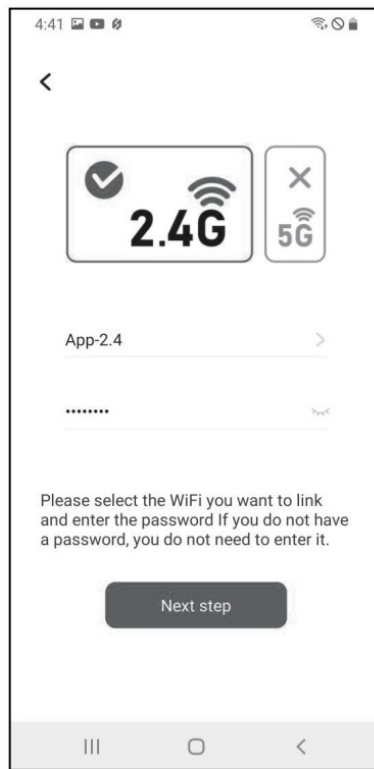 4:41
2.4G
5G
App-2.4
••••••••
Please select the WiFi you want to link
and enter the password If you do not have
a password, you do not need to enter it.
Next step